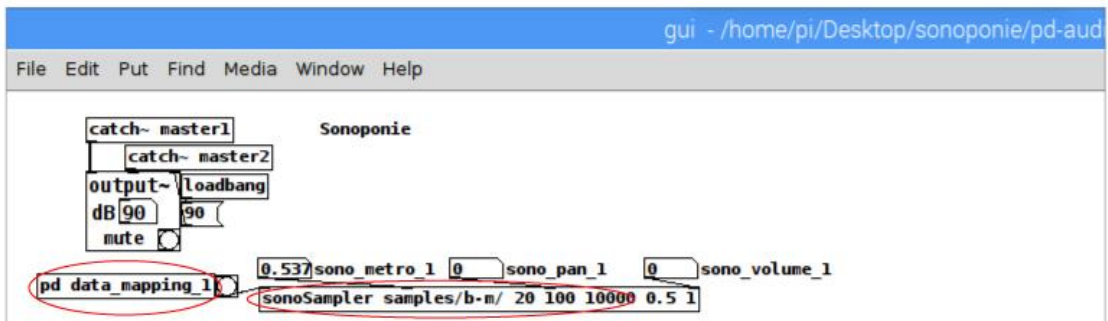 gui - /home/pi/Desktop/sonoponie/pd-aud
File Edit Put Find Media Window Help
catch~ master1
Sonoponie
catch~ master2
output~
loadbang
dB 90
90
mute
0.537 sono_metro_1 0 sono_pan_1 0 sono_volume_1
pd data_mapping_1
sonoSampler samples/b-m/ 20 100 10000 0.5 1